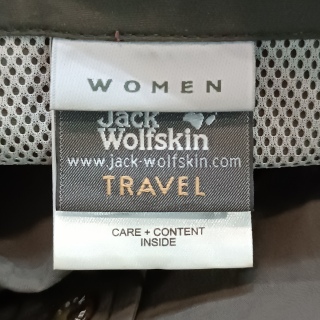 WOMEN
Jack
Wolfskin
www.jack-wolfskin.com
TRAVEL
CARE + CONTENT
INSIDE